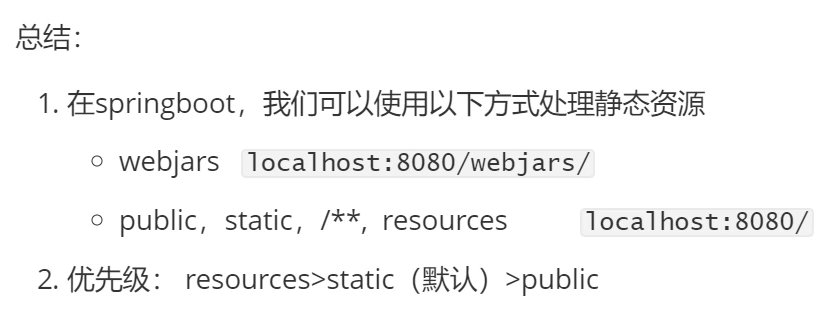 总结：
1. 在springboot，我们可以使用以下方式处理静态资源
webjars localhost:8080/webjars/
public，static，/**, resources localhost:8080/
2. 优先级： resources>static（默认）>public